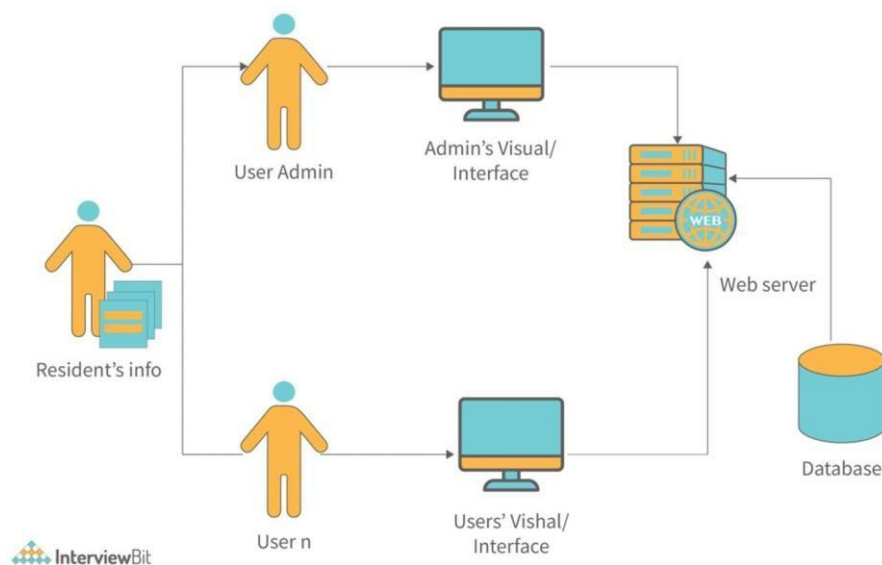 User Admin
Admin's Visual/
Interface
WEB
Web server
Resident's info
Database
User n
Users' Vishal/
Interface
InterviewBit